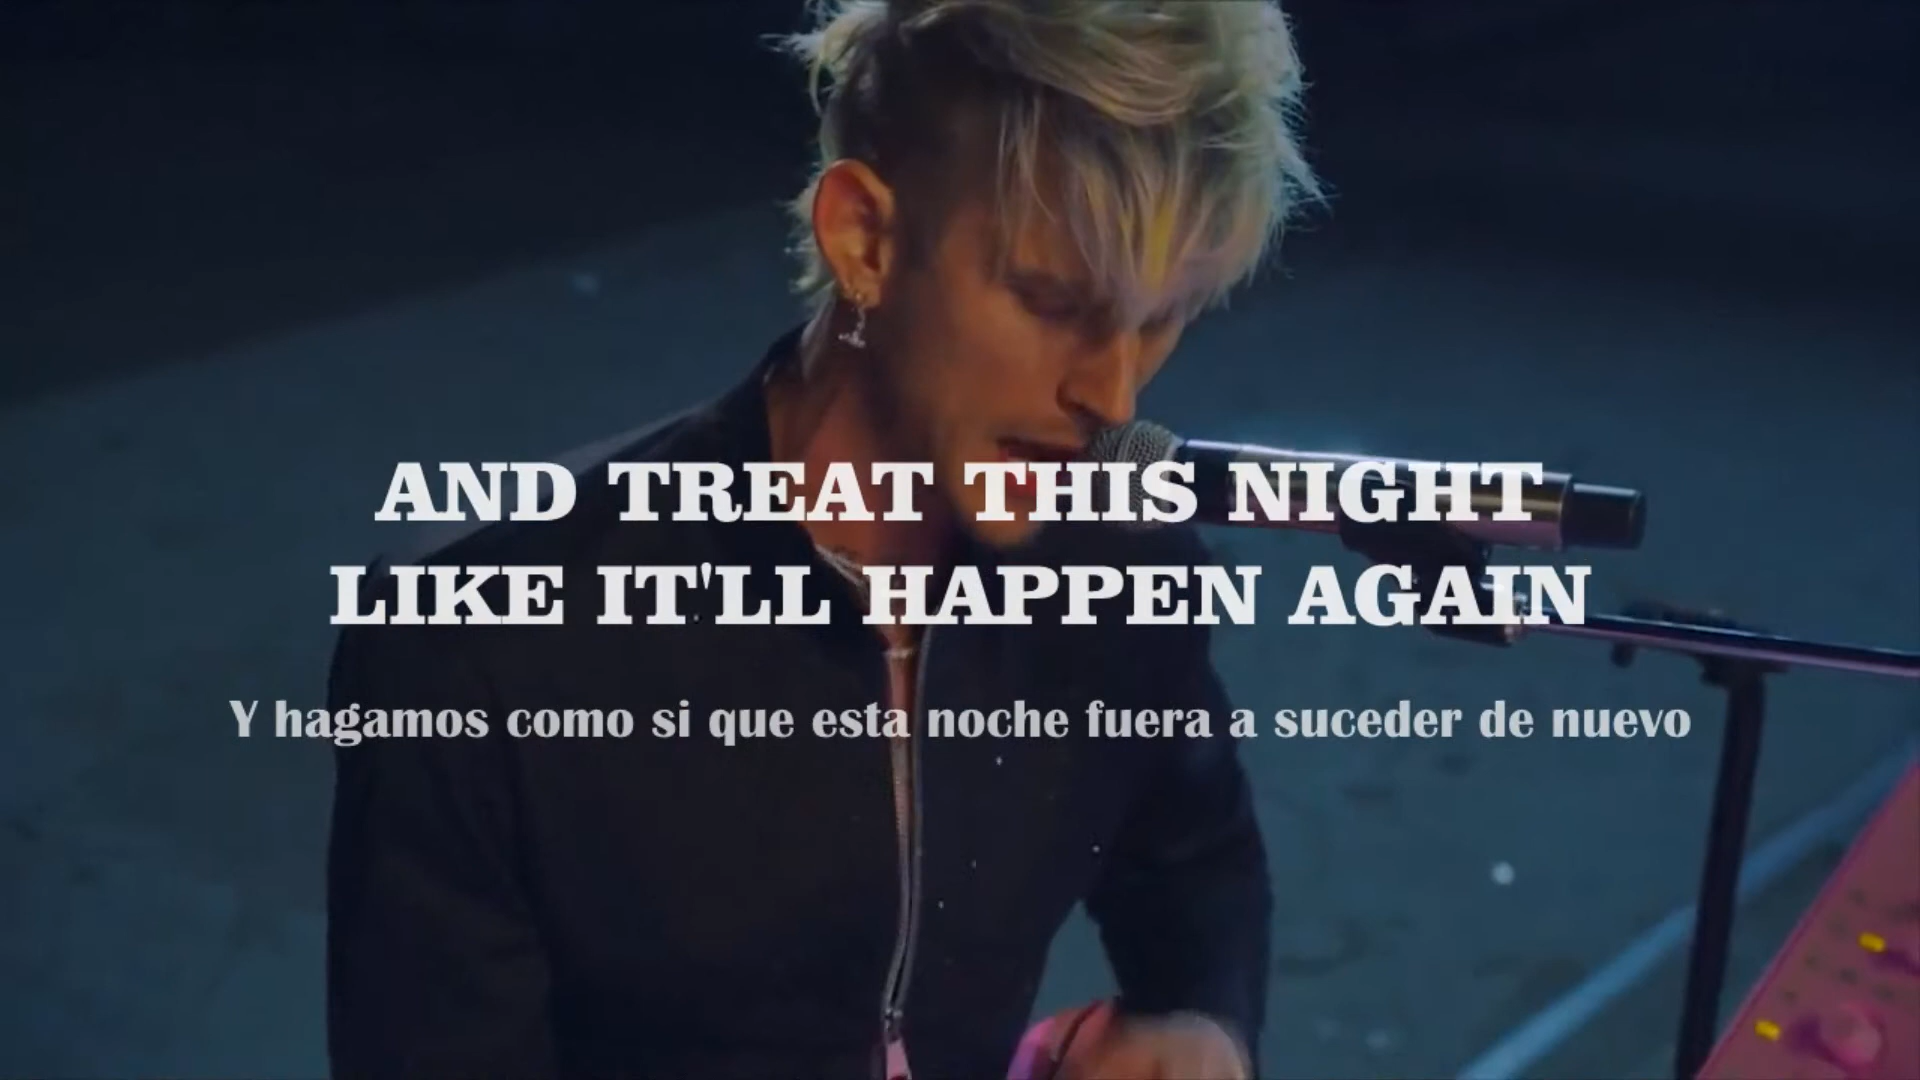 AND TREAT THIS NIGHT
LIKE IT'LL HAPPEN AGAIN
Y hagamos como si que esta noche fuera a suceder de nuevo